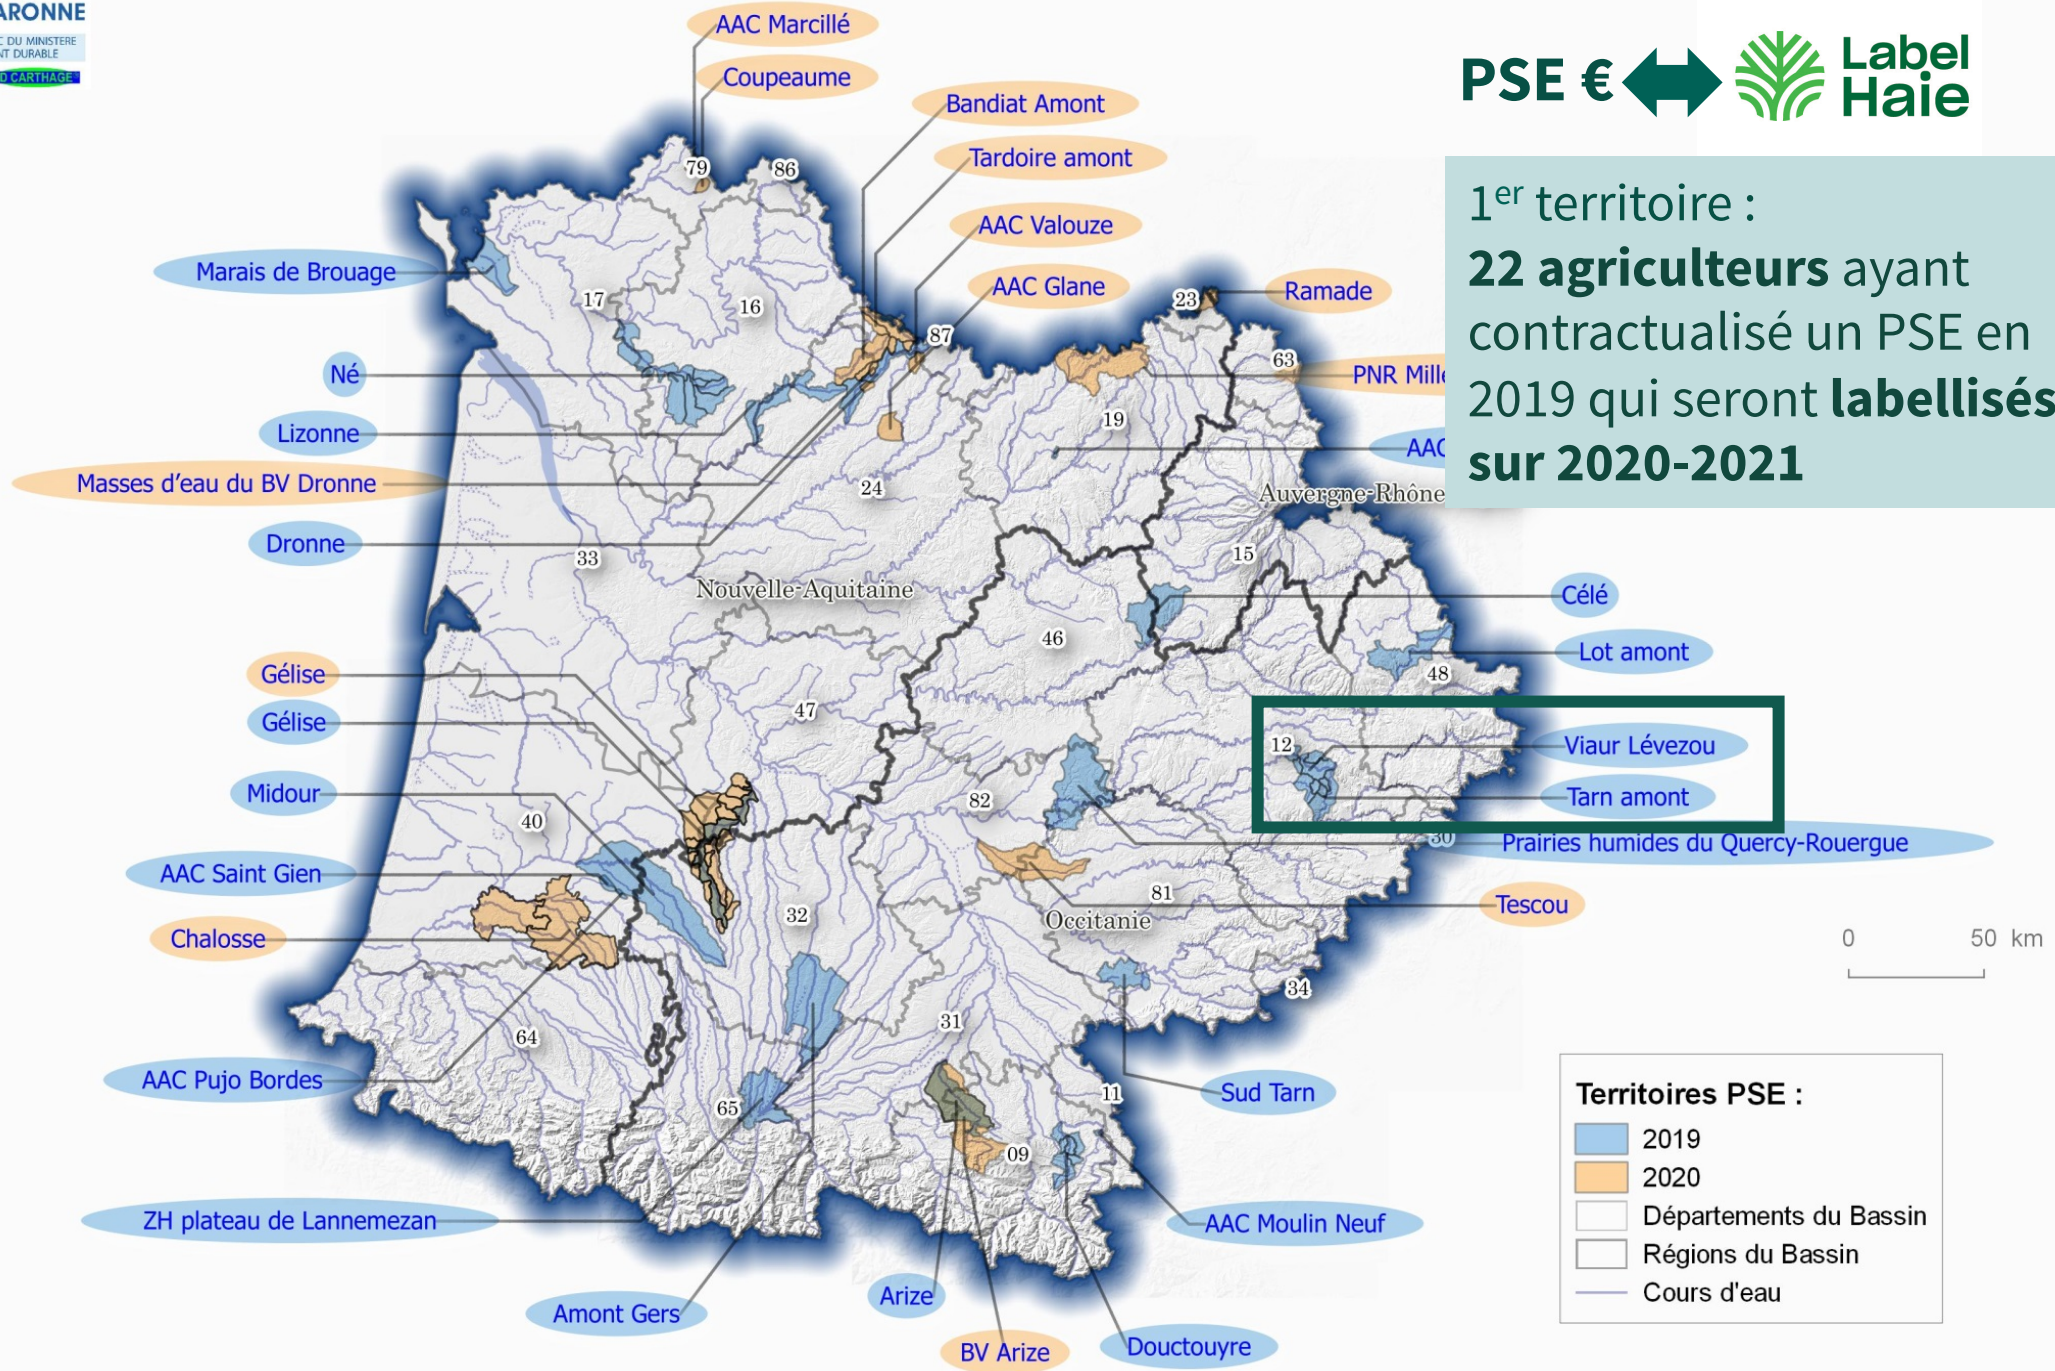 ARONNE
C DU MINISTERE
NT DURABLE
D CARTHAGE®
PSE €
Label
Haie
1er territoire :
22 agriculteurs ayant
contractualisé un PSE en
2019 qui seront labellisés
sur 2020-2021
AAC Marcillé
Coupeaume
Bandiat Amont
Tardoire amont
79
86
AAC Valouze
Marais de Brouage
AAC Glane
Ramade
17
16
23
87
63
Né
PNR Mille
19
Lizonne
AAC
Masses d'eau du BV Dronne
24
Auvergne-Rhône
Dronne
33
15
Nouvelle-Aquitaine
Célé
46
Lot amont
Gélise
48
47
Gélise
12
Viaur Lévezou
Midour
82
Tarn amont
40
30
Prairies humides du Quercy-Rouergue
AAC Saint Gien
81
32
Occitanie
Tescou
Chalosse
0
50 km
34
31
64
AAC Pujo Bordes
65
11
Sud Tarn
09
Territoires PSE :
2019
2020
Départements du Bassin
Régions du Bassin
Cours d'eau
ZH plateau de Lannemezan
AAC Moulin Neuf
Arize
Amont Gers
BV Arize
Douctouyre